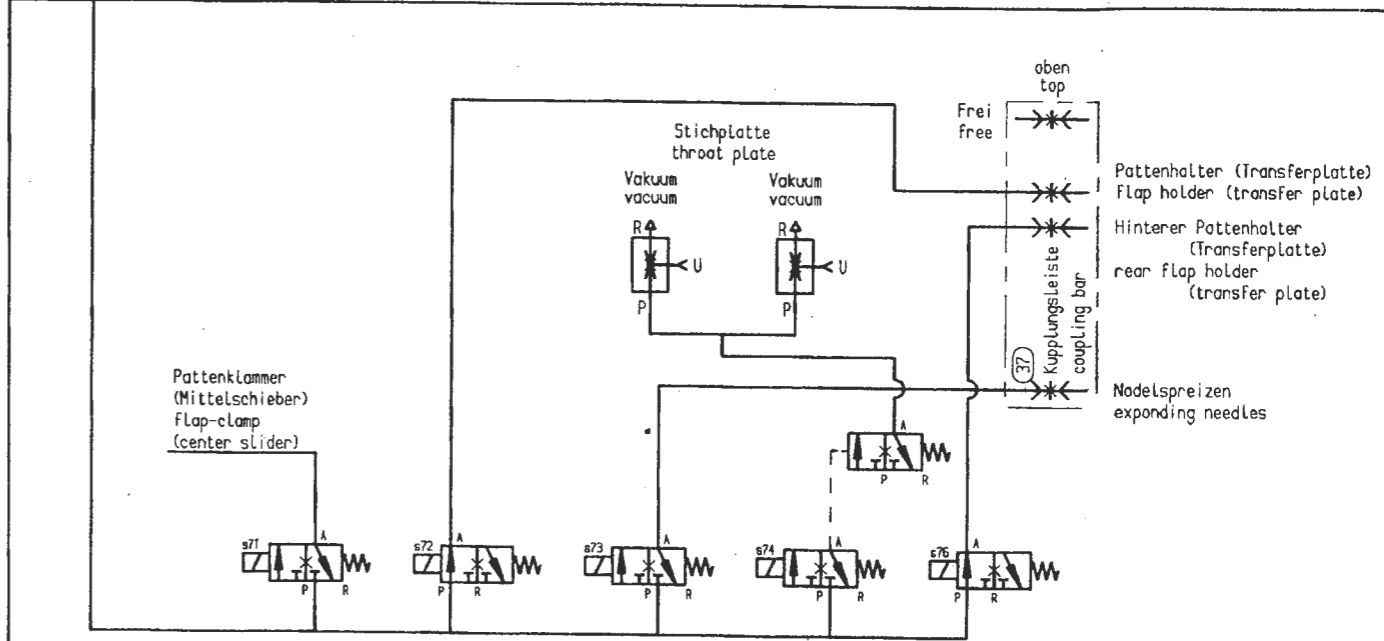 oben
top
Frei
free
Stichplatte
throat plate
Vakuum
vacuum
Vakuum
vacuum
R
R
U
U
P
P
Pattenhalter (Transferplatte)
flap holder (transfer plate)
Hinterer Pattenhalter
(Transferplatte)
rear flap holder
(transfer plate)
37
Kupplungsleiste
coupling bar
Nadelspreizen
exponding needles
Pattenklammer
(Mittelschieber)
flap-clamp
(center slider)
A
P
R
s71
A
P
R
s72
A
P
R
s73
A
P
R
s74
A
P
R
s76
A
P
R